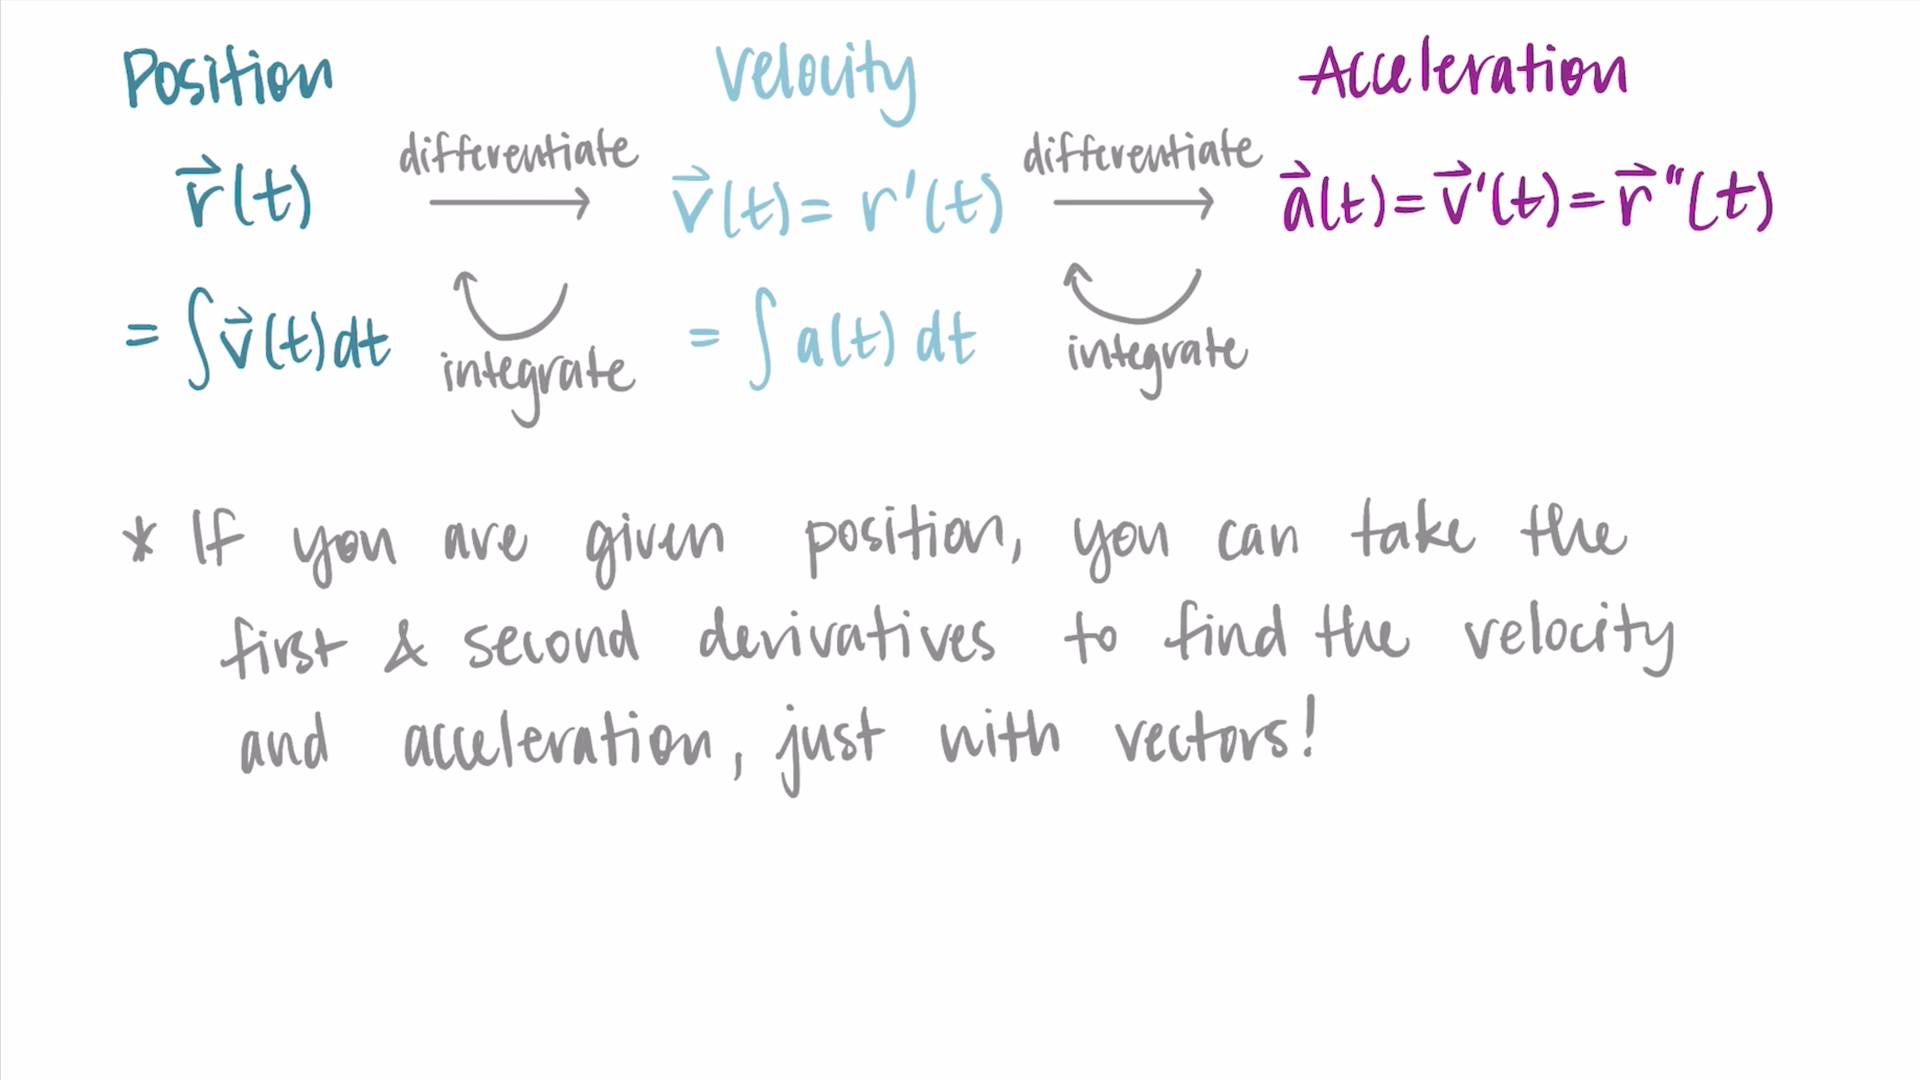 Position Velocity Acceleration
differentiate differentiate
r⃗(t) v⃗(t) = r'(t) a⃗(t) = v⃗'(t) = r⃗"(t)
= ∫v⃗(t)dt = ∫a(t) dt
integrate integrate
* If you are given position, you can take the
first & second derivatives to find the velocity
and acceleration, just with vectors!